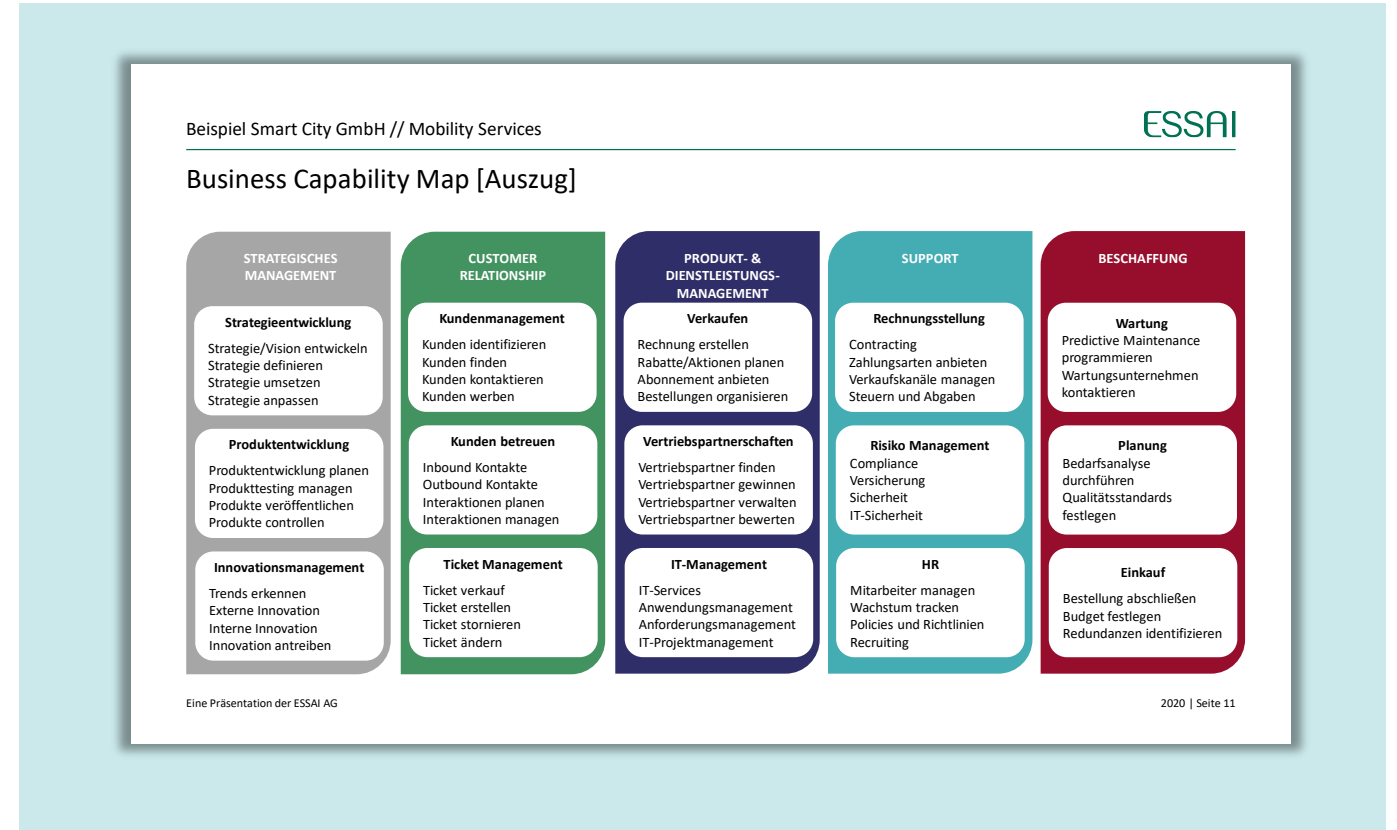 Beispiel Smart City GmbH // Mobility Services
ESSAI
Business Capability Map [Auszug]
STRATEGISCHES
MANAGEMENT
Strategieentwicklung
Strategie/Vision entwickeln
Strategie definieren
Strategie umsetzen
Strategie anpassen
Produktentwicklung
Produktentwicklung planen
Produkttesting managen
Produkte veröffentlichen
Produkte controllen
Innovationsmanagement
Trends erkennen
Externe Innovation
Interne Innovation
Innovation antreiben
CUSTOMER
RELATIONSHIP
Kundenmanagement
Kunden identifizieren
Kunden finden
Kunden kontaktieren
Kunden werben
Kunden betreuen
Inbound Kontakte
Outbound Kontakte
Interaktionen planen
Interaktionen managen
Ticket Management
Ticket verkauf
Ticket erstellen
Ticket stornieren
Ticket ändern
PRODUKT- &
DIENSTLEISTUNGS-
MANAGEMENT
Verkaufen
Rechnung erstellen
Rabatte/Aktionen planen
Abonnement anbieten
Bestellungen organisieren
Vertriebspartnerschaften
Vertriebspartner finden
Vertriebspartner gewinnen
Vertriebspartner verwalten
Vertriebspartner bewerten
IT-Management
IT-Services
Anwendungsmanagement
Anforderungsmanagement
IT-Projektmanagement
SUPPORT
Rechnungsstellung
Contracting
Zahlungsarten anbieten
Verkaufskanäle managen
Steuern und Abgaben
Risiko Management
Compliance
Versicherung
Sicherheit
IT-Sicherheit
HR
Mitarbeiter managen
Wachstum tracken
Policies und Richtlinien
Recruiting
BESCHAFFUNG
Wartung
Predictive Maintenance
programmieren
Wartungsunternehmen
kontaktieren
Planung
Bedarfsanalyse
durchführen
Qualitätsstandards
festlegen
Einkauf
Bestellung abschließen
Budget festlegen
Redundanzen identifizieren
Eine Präsentation der ESSAI AG
2020 | Seite 11